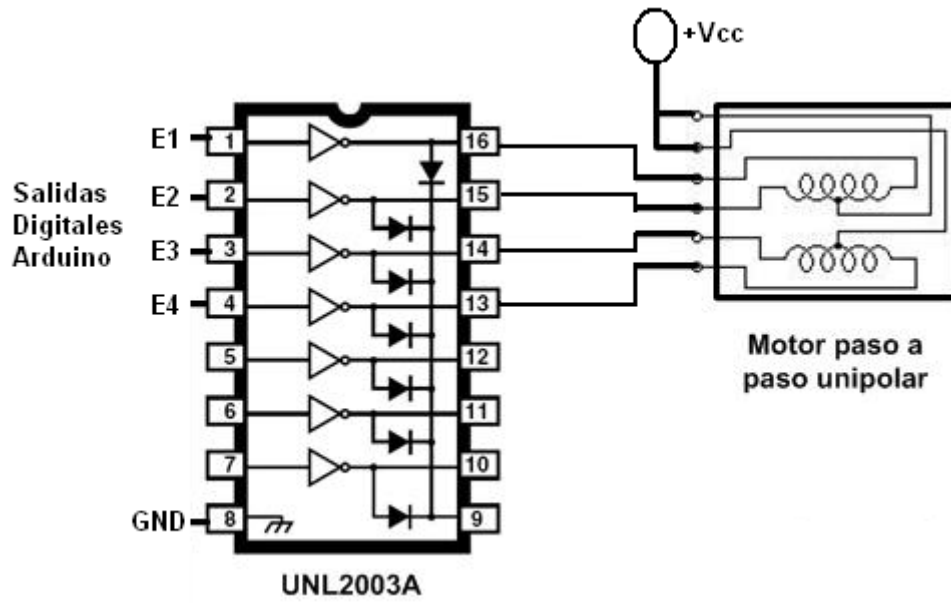 +Vcc
E1
1
16
E2
2
15
Salidas
Digitales
Arduino
E3
3
14
E4
4
13
5
12
6
11
7
10
GND
8
9
Motor paso a
paso unipolar
UNL2003A